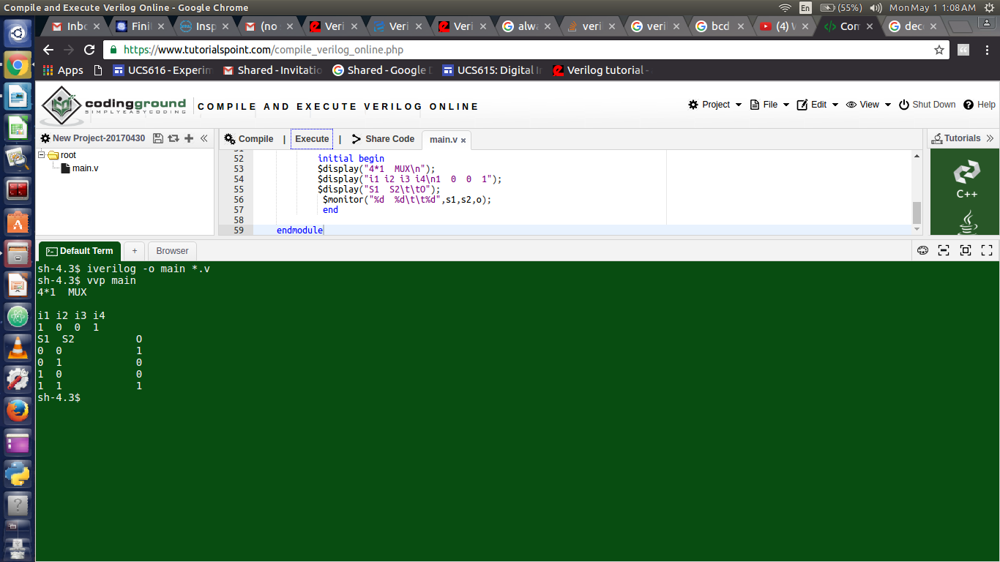 Compile and Execute Verilog Online - Google Chrome
En (55%) Mon May 1 1:08 AM
Inbo Fini Insp (no Veri Veri Veri alwa veril veril bcd (4) W Com deco
https://www.tutorialspoint.com/compile_verilog_online.php
Apps UCS616 - Experim Shared - Invitatio Shared - Google D UCS615: Digital I Verilog tutorial -
codingground
SIMPLYEASYCODING
COMPILE AND EXECUTE VERILOG ONLINE
Project File Edit View Shut Down Help
New Project-20170430
Compile | Execute | Share Code main.v x
Tutorials
root
main.v
51
52 initial begin
53 $display("4*1  MUX\n");
54 $display("i1 i2 i3 i4\n1  0  0  1");
55 $display("S1  S2\t\tO");
56 $monitor("%d  %d\t\t%d",s1,s2,o);
57 end
58
59 endmodule
C++
Default Term + Browser
sh-4.3$ iverilog -o main *.v
sh-4.3$ vvp main
4*1  MUX
i1 i2 i3 i4
1  0  0  1
S1  S2          O
0  0            1
0  1            0
1  0            0
1  1            1
sh-4.3$